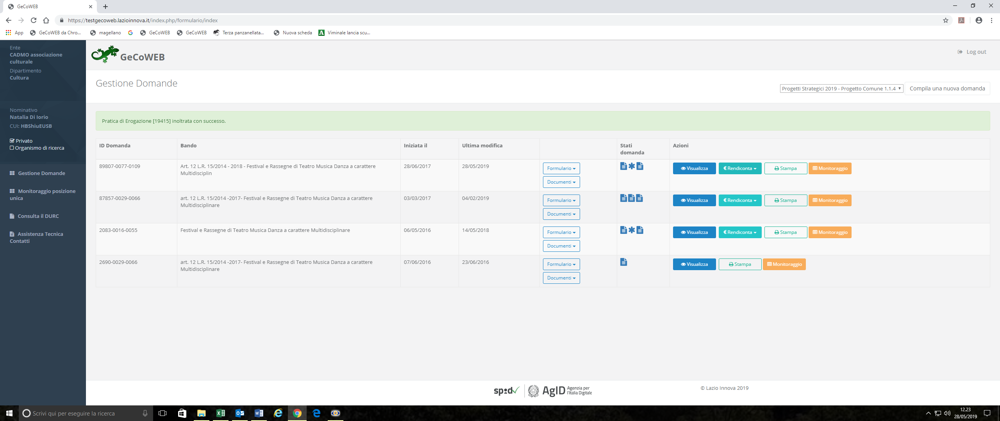 GeCoWEB
https://testgecoweb.lazioinnova.it/index.php/formulario/index
App
GeCoWEB da Chro...
magellano
GeCoWEB
GeCoWEB
Terza panzanellata...
Nuova scheda
Viminale lancia scu...
Ente
CADMO associazione
culturale
Dipartimento
Cultura
Nominativo
Natalia Di Iorio
CUI: HBShiuEUSB
Privato
Organismo di ricerca
Gestione Domande
Monitoraggio posizione
unica
Consulta il DURC
Assistenza Tecnica
Contatti
GeCoWEB
Log out
Gestione Domande
Progetti Strategici 2019 - Progetto Comune 1.1.4
Compila una nuova domanda
Pratica di Erogazione [19415] inoltrata con successo.
ID Domanda Bando Iniziata il Ultima modifica Stati Azioni
domanda
89807-0077-0109 Art. 12 L.R. 15/2014 - 2018 - Festival e Rassegne di Teatro Musica Danza a carattere 28/06/2017 28/05/2019 Formulario Visualizza € Rendiconta Stampa Monitoraggio
Multidisciplin
Documenti
87857-0029-0066 art. 12 L.R. 15/2014 -2017- Festival e Rassegne di Teatro Musica Danza a carattere 03/03/2017 04/02/2019 Formulario Visualizza € Rendiconta Stampa Monitoraggio
Multidisciplinare
Documenti
2083-0016-0055 Festival e Rassegne di Teatro Musica Danza a carattere Multidisciplinare 06/05/2016 14/05/2018 Formulario Visualizza € Rendiconta Stampa Monitoraggio
Documenti
2690-0029-0066 art. 12 L.R. 15/2014 -2017- Festival e Rassegne di Teatro Musica Danza a carattere 07/06/2016 23/06/2016 Formulario Visualizza Stampa Monitoraggio
Multidisciplinare
Documenti
spid
AgID Agenzia per
l'Italia Digitale
© Lazio Innova 2019
Scrivi qui per eseguire la ricerca
12.23
28/05/2019